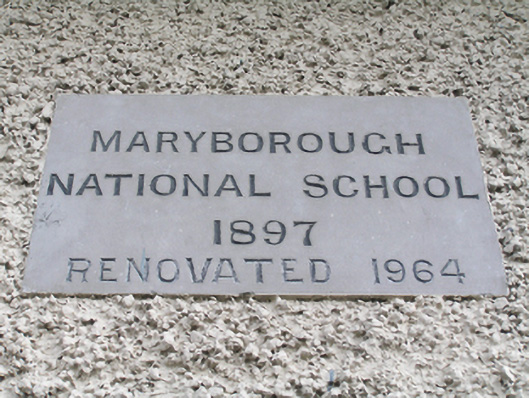 MARYBOROUGH
NATIONAL SCHOOL
1897
RENOVATED 1964